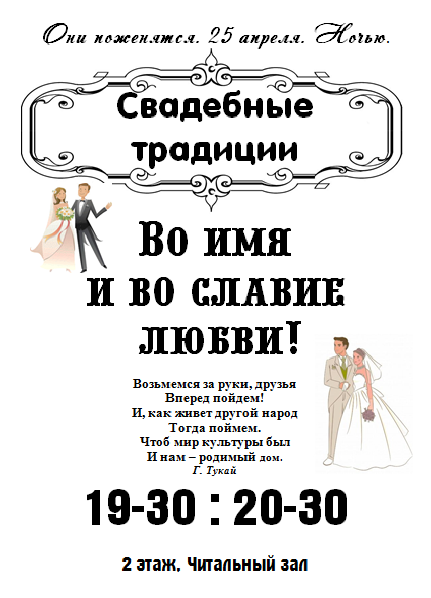 Они поженятся. 25 апреля. Ночью.
Свадебные
традиции
Во имя
и во славие
любви!
Возьмемся за руки, друзья
Вперед пойдем!
И, как живет другой народ
Тогда поймем.
Чтоб мир культуры был
И нам – родимый дом.
Г. Тукай
19-30 : 20-30
2 этаж, Читальный зал